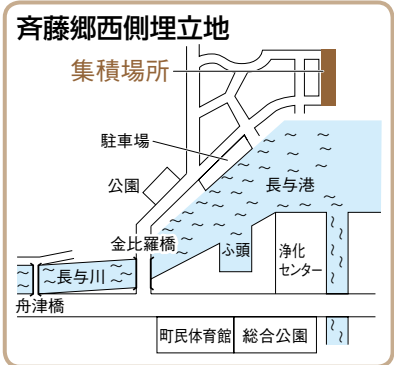 斉藤郷西側埋立地
集積場所
駐車場
長与港
公園
金比羅橋
ふ頭
浄化
センター
長与川
舟津橋
町民体育館
総合公園